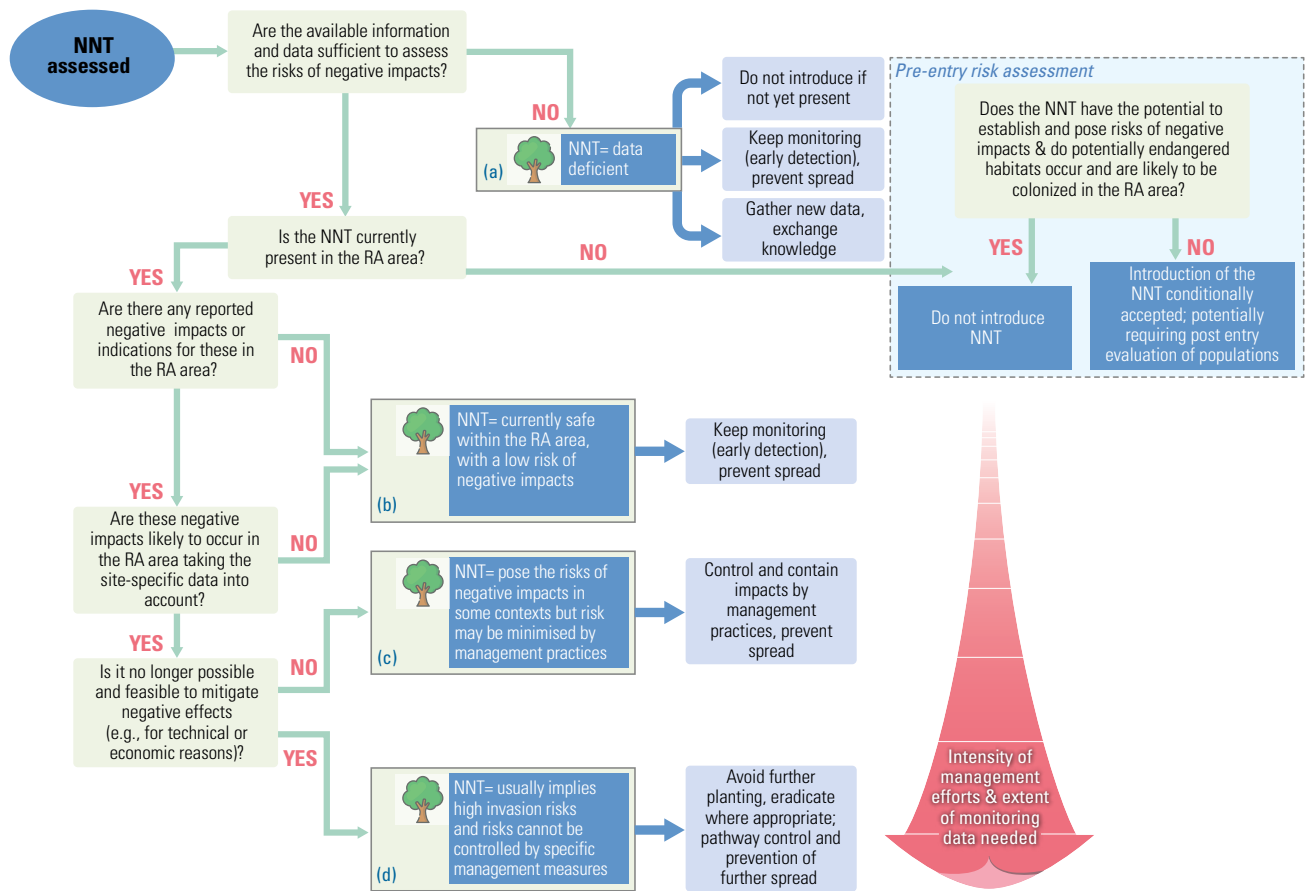 NNT
assessed
Are the available information
and data sufficient to assess
the risks of negative impacts?
NO
(a)
NNT= data
deficient
Do not introduce if
not yet present
Keep monitoring
(early detection),
prevent spread
Gather new data,
exchange
knowledge
Pre-entry risk assessment
Does the NNT have the potential to
establish and pose risks of negative
impacts & do potentially endangered
habitats occur and are likely to be
colonized in the RA area?
YES
NO
Do not introduce
NNT
Introduction of the
NNT conditionally
accepted; potentially
requiring post entry
evaluation of populations
YES
Is the NNT currently
present in the RA area?
NO
YES
Are there any reported
negative impacts or
indications for these in
the RA area?
NO
(b)
NNT= currently safe
within the RA area,
with a low risk of
negative impacts
Keep monitoring
(early detection),
prevent spread
YES
Are these negative
impacts likely to occur in
the RA area taking the
site-specific data into
account?
NO
(c)
NNT= pose the risks of
negative impacts in
some contexts but risk
may be minimised by
management practices
Control and contain
impacts by
management
practices, prevent
spread
YES
Is it no longer possible
and feasible to mitigate
negative effects
(e.g., for technical or
economic reasons)?
NO
YES
(d)
NNT= usually implies
high invasion risks
and risks cannot be
controlled by specific
management measures
Avoid further
planting, eradicate
where appropriate;
pathway control and
prevention of
further spread
Intensity of
management
efforts & extent
of monitoring
data needed